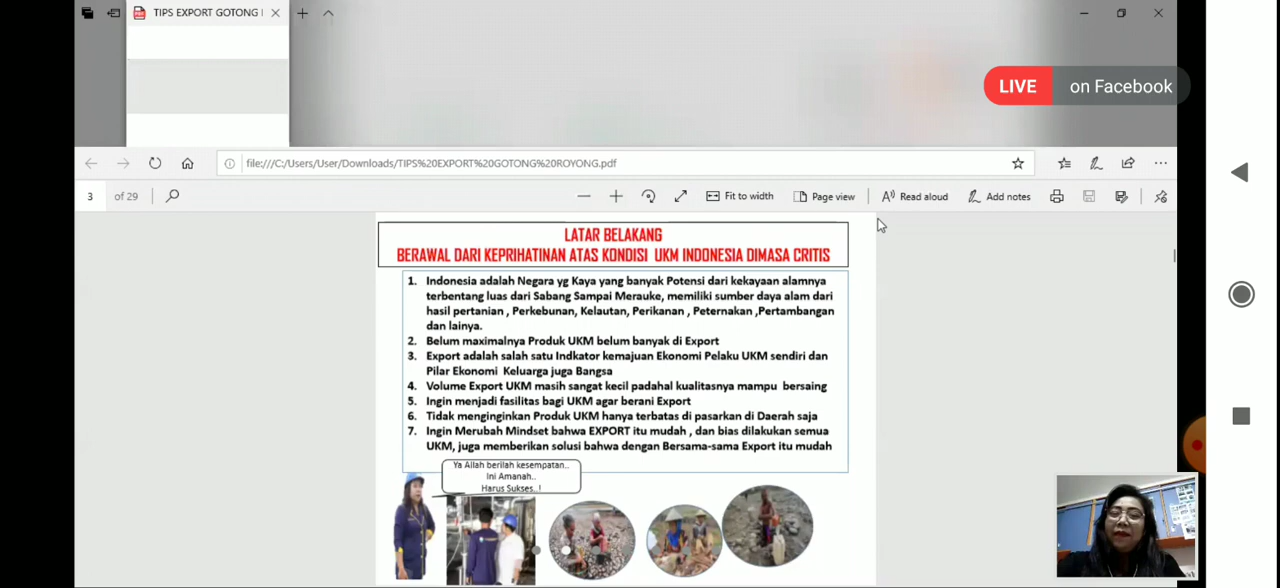 TIPS EXPORT GOTONG
LIVE on Facebook
file:///C:/Users/User/Downloads/TIPS%20EXPORT%20GOTONG%20ROYONG.pdf
3 of 29 Fit to width Page view Read aloud Add notes
LATAR BELAKANG
BERAWAL DARI KEPRIHATINAN ATAS KONDISI UKM INDONESIA DIMASA CRITIS
1. Indonesia adalah Negara yg Kaya yang banyak Potensi dari kekayaan alamnya
terbentang luas dari Sabang Sampai Merauke, memiliki sumber daya alam dari
hasil pertanian , Perkebunan, Kelautan, Perikanan , Peternakan ,Pertambangan
dan lainya.
2. Belum maximalnya Produk UKM belum banyak di Export
3. Export adalah salah satu Indkator kemajuan Ekonomi Pelaku UKM sendiri dan
Pilar Ekonomi Keluarga juga Bangsa
4. Volume Export UKM masih sangat kecil padahal kualitasnya mampu bersaing
5. Ingin menjadi fasilitas bagi UKM agar berani Export
6. Tidak menginginkan Produk UKM hanya terbatas di pasarkan di Daerah saja
7. Ingin Merubah Mindset bahwa EXPORT itu mudah , dan bias dilakukan semua
UKM, juga memberikan solusi bahwa dengan Bersama-sama Export itu mudah
Ya Allah berilah kesempatan..
Ini Amanah..
Harus Sukses..!